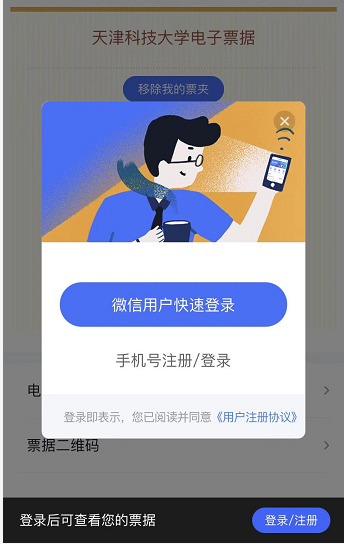 天津科技大学电子票据
移除我的票夹
微信用户快速登录
手机号注册/登录
登录即表示，您已阅读并同意《用户注册协议》
电
票据二维码
登录后可查看您的票据
登录/注册